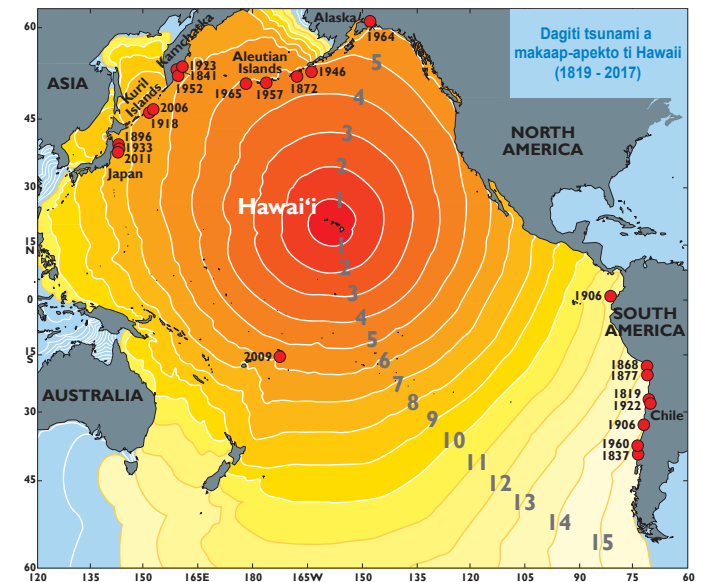 Dagiti tsunami a
makaap-apekto ti Hawaii
(1819 - 2017)
Alaska
1964
Kamchatka
1923
1841
1952
Aleutian
Islands
1946
1872
1957
1965
Kuril
Islands
2006
1918
1896
1933
2011
Japan
ASIA
NORTH
AMERICA
Hawai‘i
5
4
3
2
1
1
2
3
4
5
6
7
8
9
10
11
12
13
14
15
1906
SOUTH
AMERICA
2009
1868
1877
1819
1922
Chile
1906
1960
1837
AUSTRALIA
60
45
30
15
N
0
15
S
30
45
60
120
135
150
165E
180
165W
150
135
120
105
90
75
60